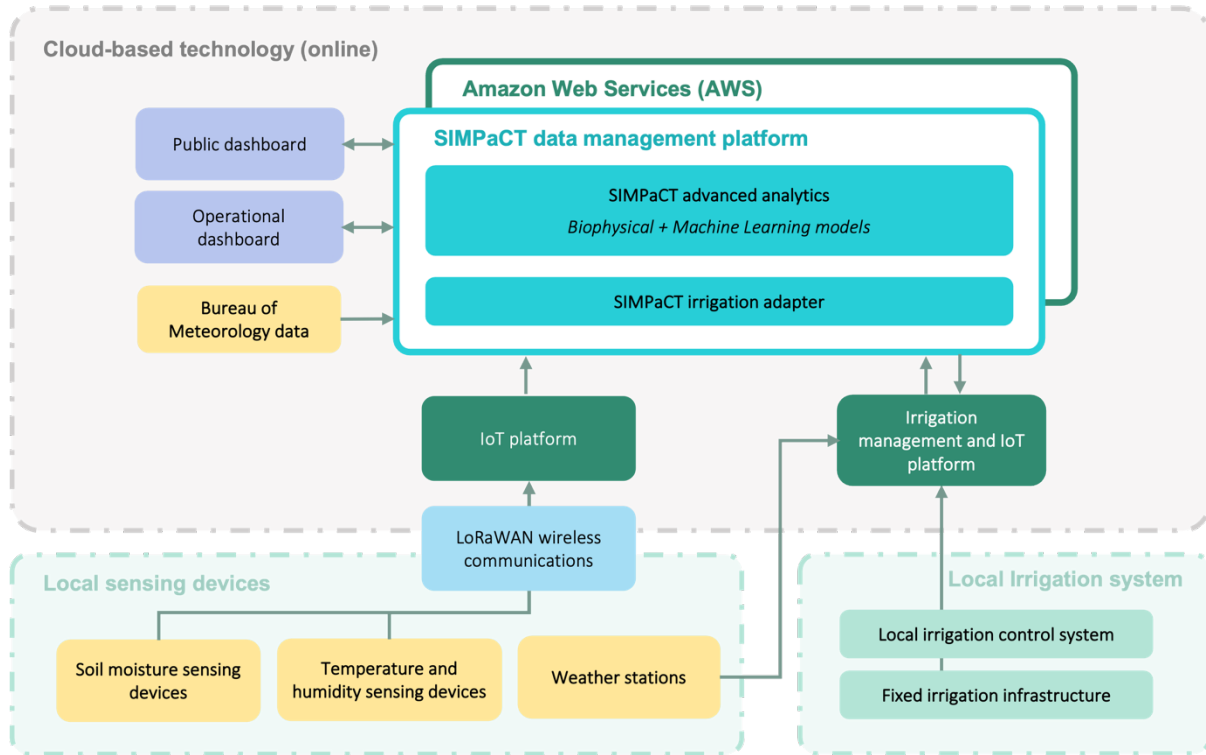 Cloud-based technology (online)
Amazon Web Services (AWS)
SIMPaCT data management platform
Public dashboard
SIMPaCT advanced analytics
Biophysical + Machine Learning models
Operational
dashboard
Bureau of
Meteorology data
SIMPaCT irrigation adapter
IoT platform
Irrigation
management and IoT
platform
LoRaWAN wireless
communications
Local sensing devices
Local Irrigation system
Soil moisture sensing
devices
Temperature and
humidity sensing devices
Weather stations
Local irrigation control system
Fixed irrigation infrastructure